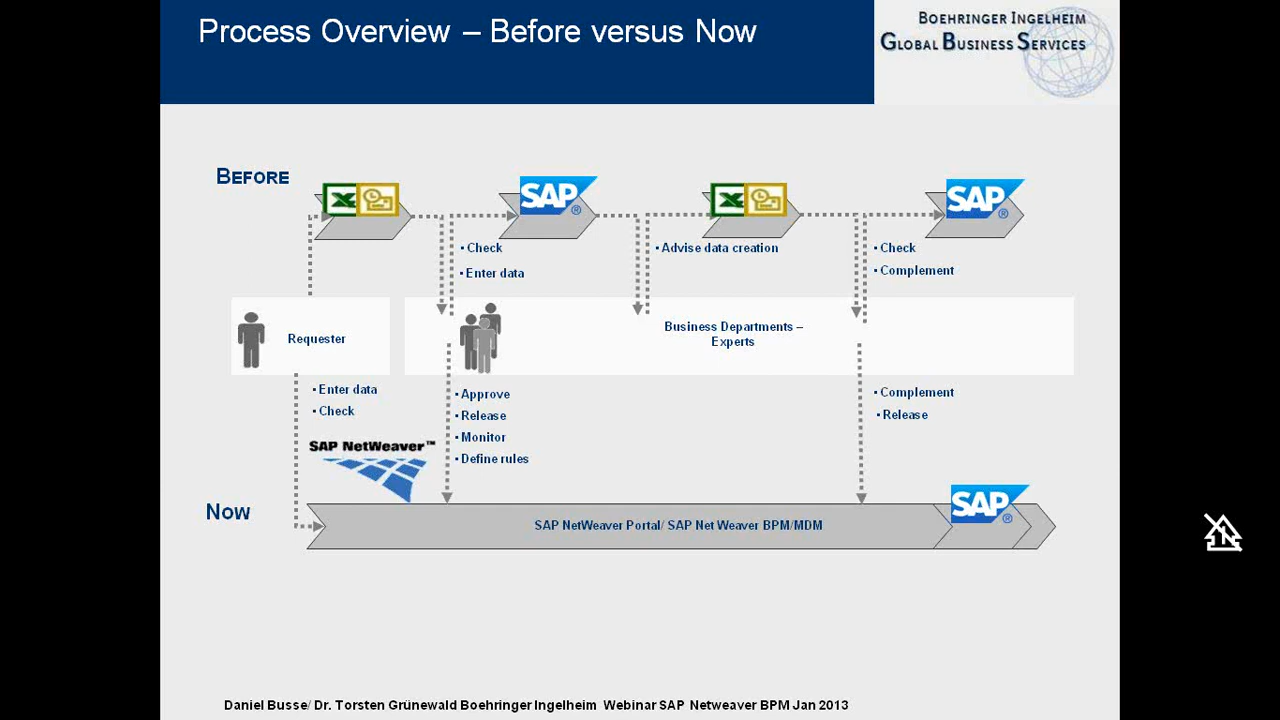 Process Overview – Before versus Now
BOEHRINGER INGELHEIM
GLOBAL BUSINESS SERVICES
BEFORE
SAP ®
SAP ®
▪ Check
▪ Enter data
▪ Advise data creation
▪ Check
▪ Complement
Requester
Business Departments –
Experts
▪ Enter data
▪ Check
▪ Approve
▪ Release
▪ Monitor
▪ Define rules
▪ Complement
▪ Release
SAP NETWEAVER™
Now
SAP NetWeaver Portal/ SAP Net Weaver BPM/MDM
SAP ®
Daniel Busse/ Dr. Torsten Grünewald Boehringer Ingelheim Webinar SAP Netweaver BPM Jan 2013